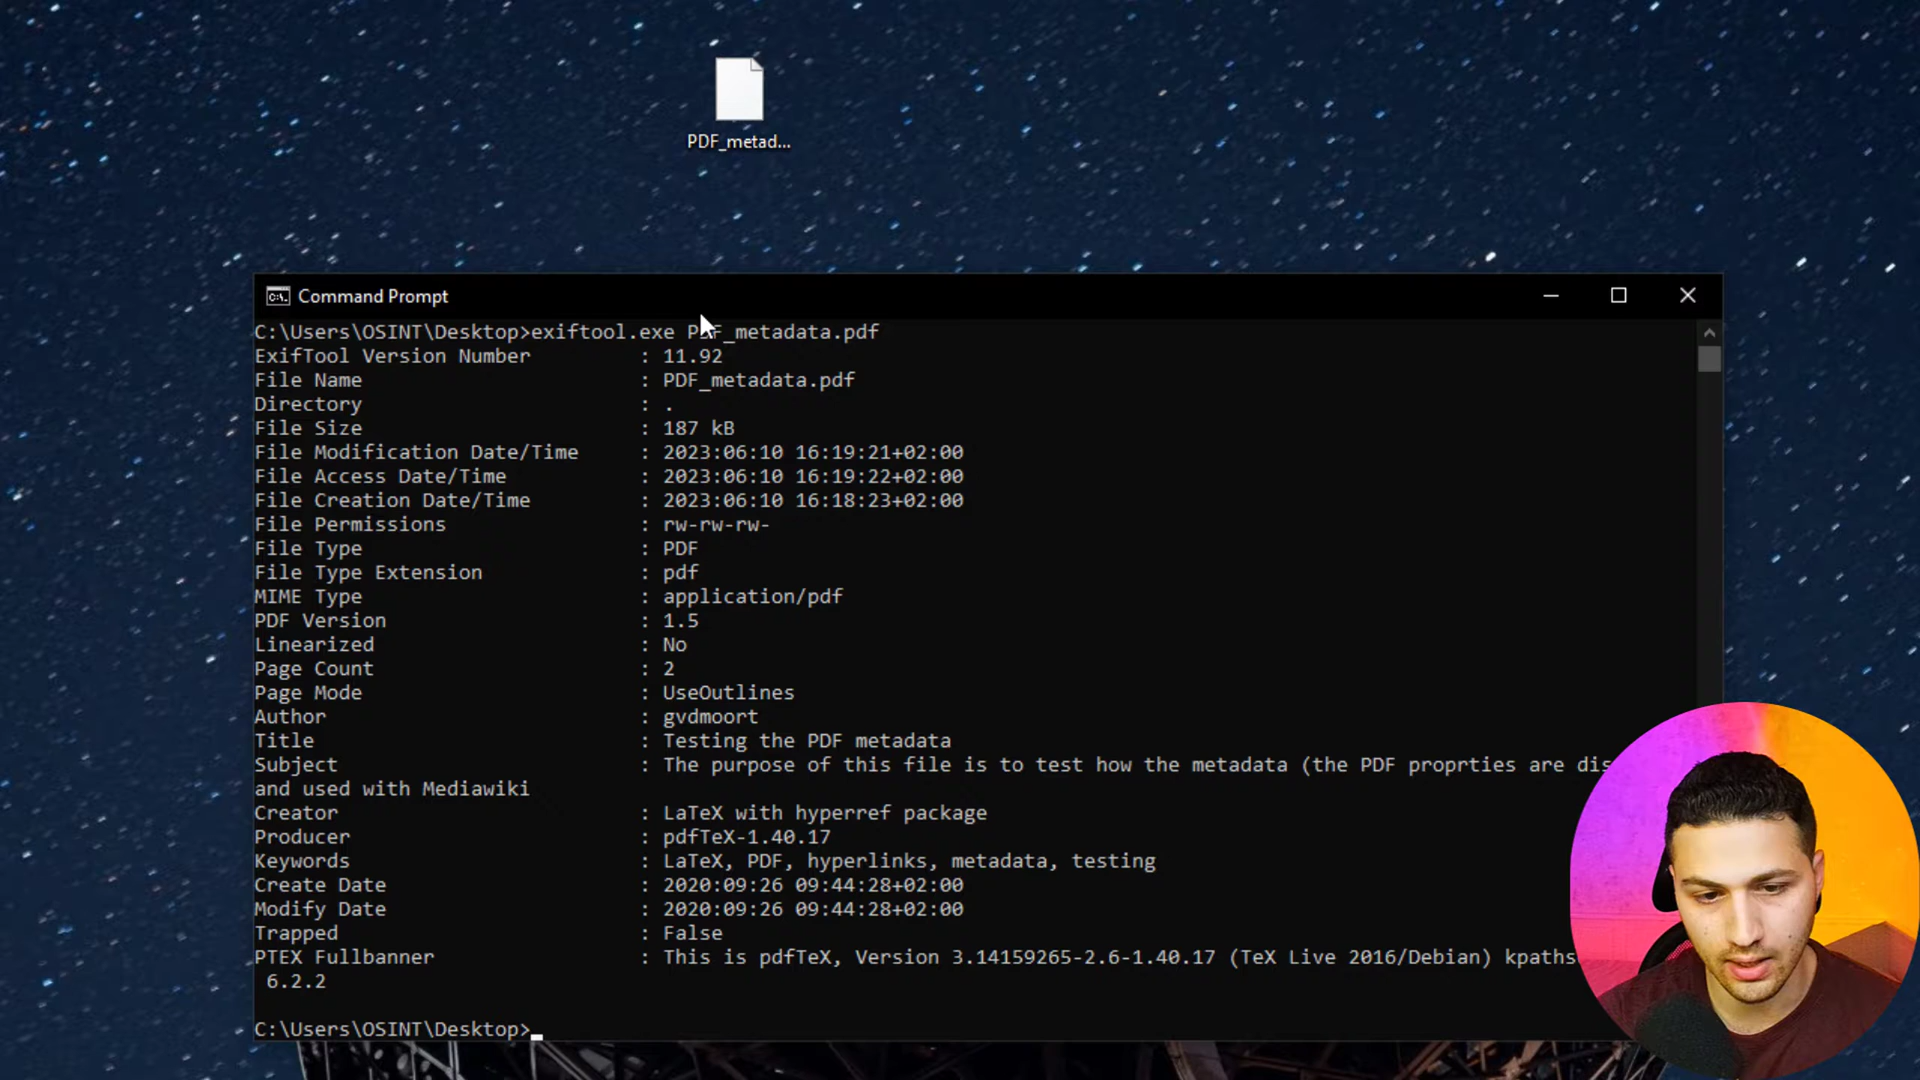 PDF_metad...
Command Prompt
C:\Users\OSINT\Desktop>exiftool.exe PDF_metadata.pdf
ExifTool Version Number : 11.92
File Name : PDF_metadata.pdf
Directory : .
File Size : 187 kB
File Modification Date/Time : 2023:06:10 16:19:21+02:00
File Access Date/Time : 2023:06:10 16:19:22+02:00
File Creation Date/Time : 2023:06:10 16:18:23+02:00
File Permissions : rw-rw-rw-
File Type : PDF
File Type Extension : pdf
MIME Type : application/pdf
PDF Version : 1.5
Linearized : No
Page Count : 2
Page Mode : UseOutlines
Author : gvdmoort
Title : Testing the PDF metadata
Subject : The purpose of this file is to test how the metadata (the PDF proprties are dis
and used with Mediawiki
Creator : LaTeX with hyperref package
Producer : pdfTeX-1.40.17
Keywords : LaTeX, PDF, hyperlinks, metadata, testing
Create Date : 2020:09:26 09:44:28+02:00
Modify Date : 2020:09:26 09:44:28+02:00
Trapped : False
PTEX Fullbanner : This is pdfTeX, Version 3.14159265-2.6-1.40.17 (TeX Live 2016/Debian) kpaths
6.2.2
C:\Users\OSINT\Desktop>